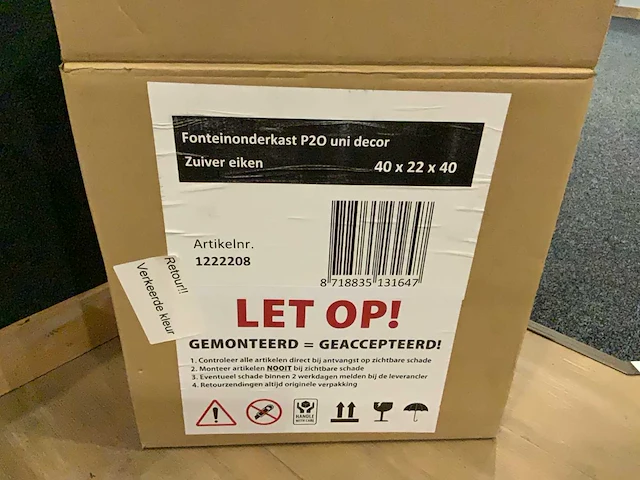 Fonteinonderkast P2O uni decor
Zuiver eiken
40 x 22 x 40
Artikelnr.
1222208
8 718835 131647
Retour!!
Verkeerde kleur
LET OP!
GEMONTEERD = GEACCEPTEERD!
1. Controleer alle artikelen direct bij antvangst op zichtbare schade
2. Monteer artikelen NOOIT bij zichtbare schade
3. Eventueel schade binnen 2 werkdagen melden bij de leverancier
4. Retourzendingen altijd originele verpakking
HANDLE
WITH CARE